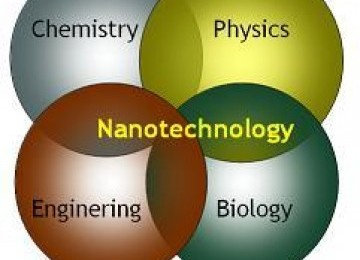 Chemistry Physics
Nanotechnology
Enginering Biology